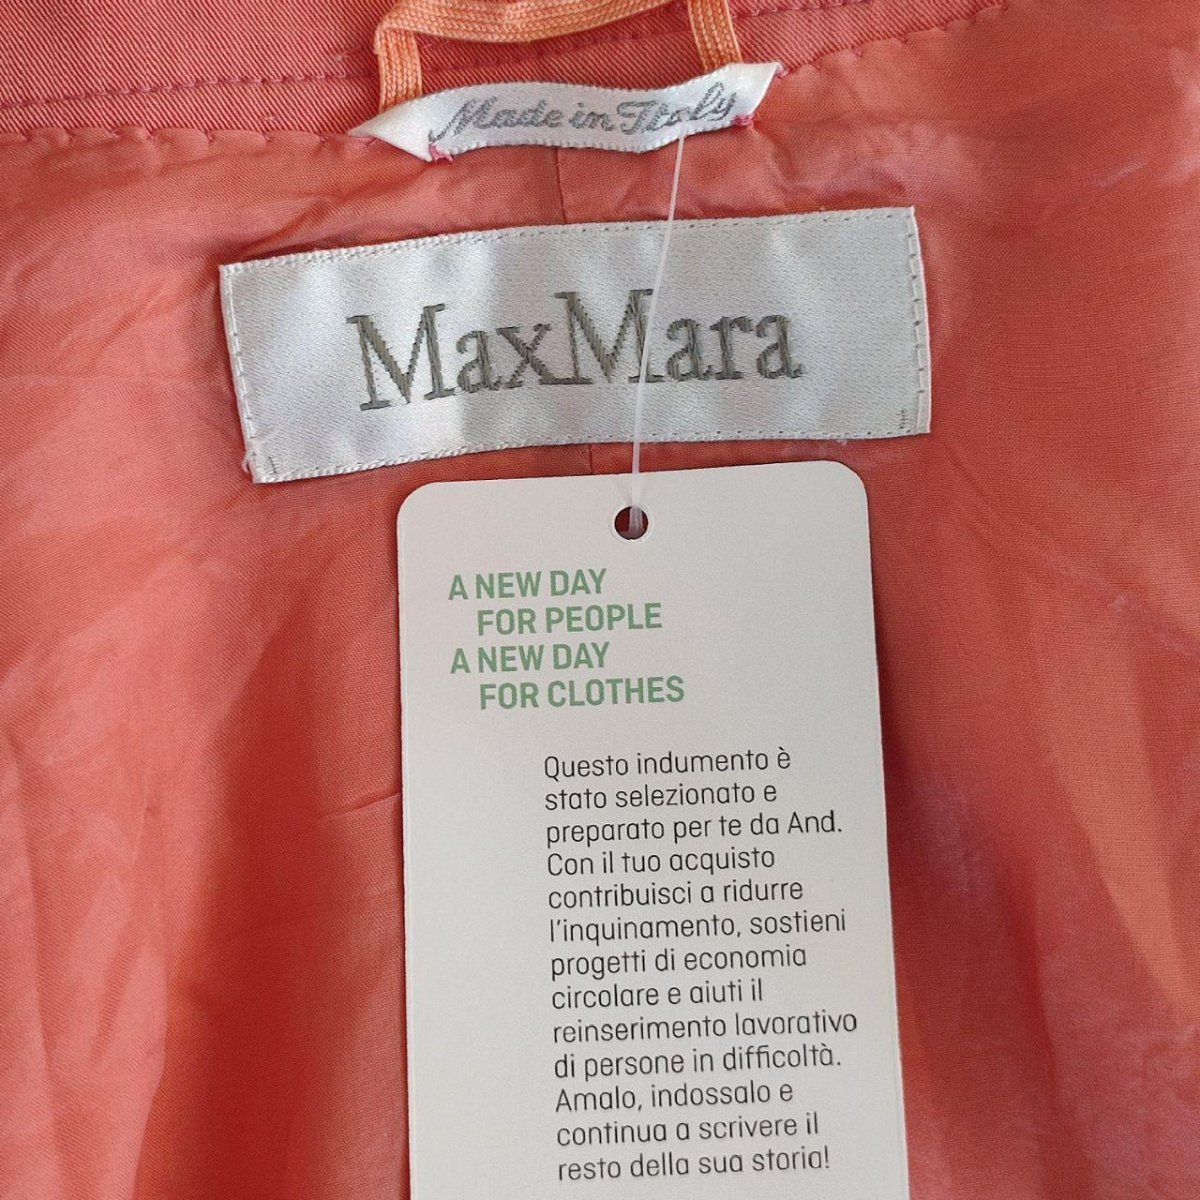 Made in Italy
MaxMara
A NEW DAY
FOR PEOPLE
A NEW DAY
FOR CLOTHES
Questo indumento è
stato selezionato e
preparato per te da And.
Con il tuo acquisto
contribuisci a ridurre
l'inquinamento, sostieni
progetti di economia
circolare e aiuti il
reinserimento lavorativo
di persone in difficoltà.
Amalo, indossalo e
continua a scrivere il
resto della sua storia!